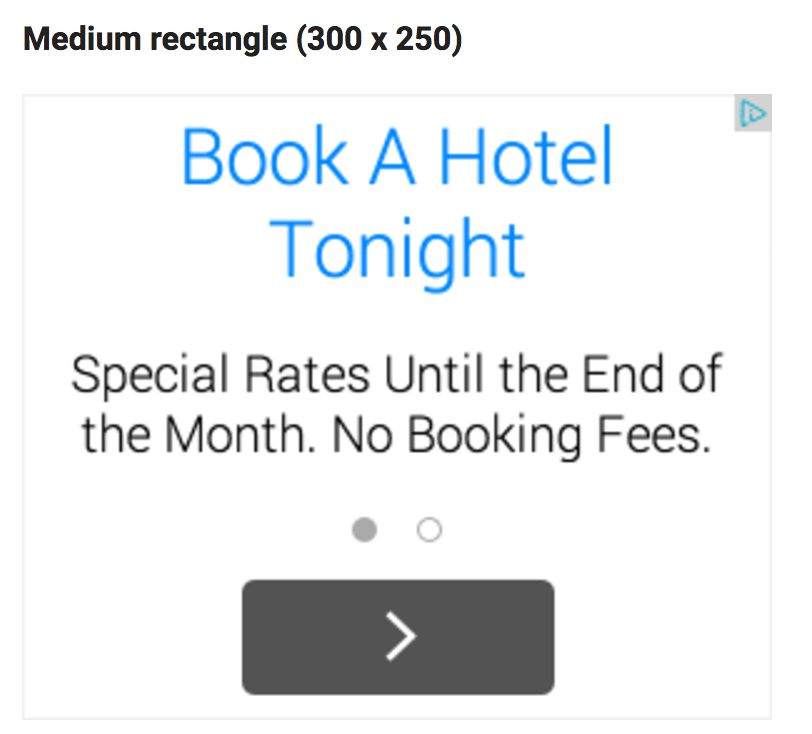 Medium rectangle (300 x 250)
Book A Hotel
Tonight
Special Rates Until the End of
the Month. No Booking Fees.